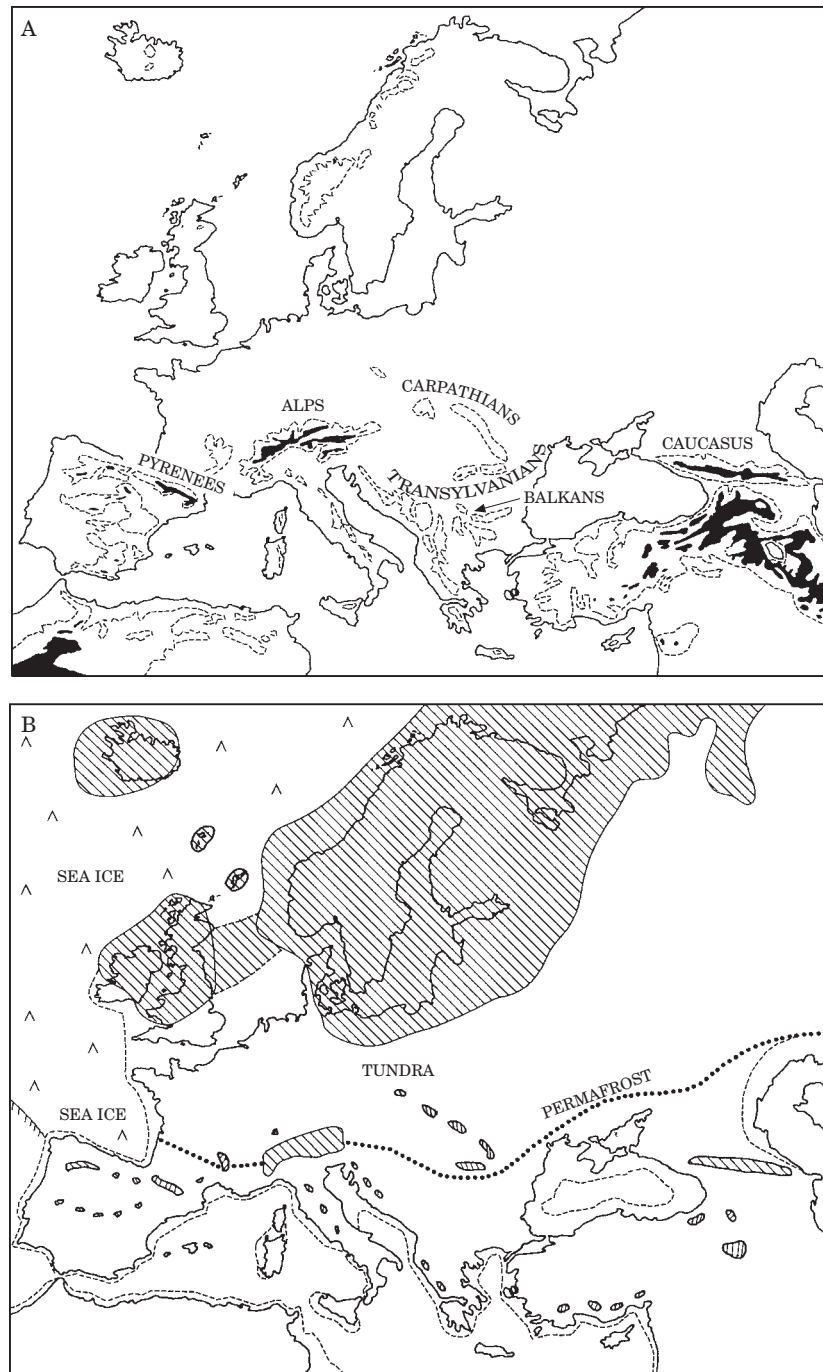 A
CARPATHIANS
ALPS
CAUCASUS
PYRENEES
TRANSYLVANIANS
BALKANS
B
SEA ICE
TUNDRA
PERMAFROST
SEA ICE